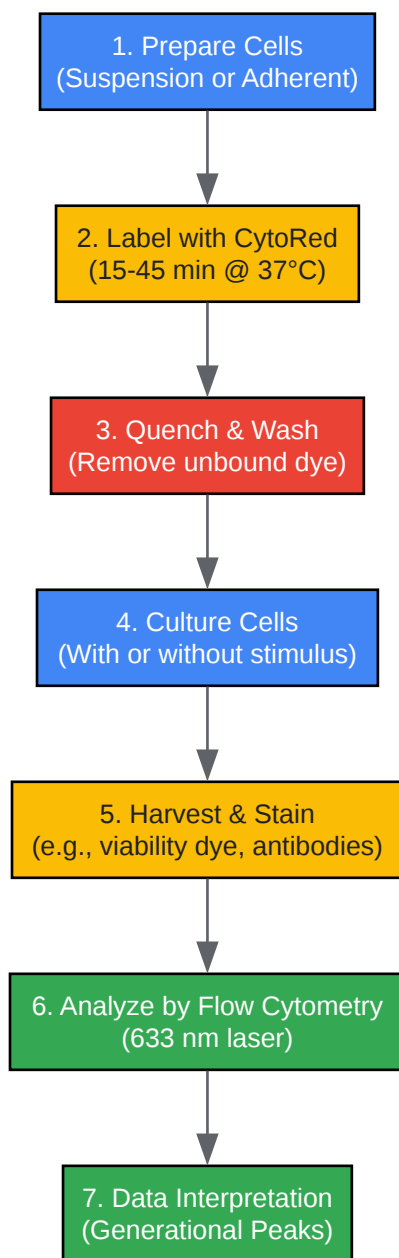 1. Prepare Cells
(Suspension or Adherent)
2. Label with CytoRed
(15-45 min @ 37°C)
3. Quench & Wash
(Remove unbound dye)
4. Culture Cells
(With or without stimulus)
5. Harvest & Stain
(e.g., viability dye, antibodies)
6. Analyze by Flow Cytometry
(633 nm laser)
7. Data Interpretation
(Generational Peaks)